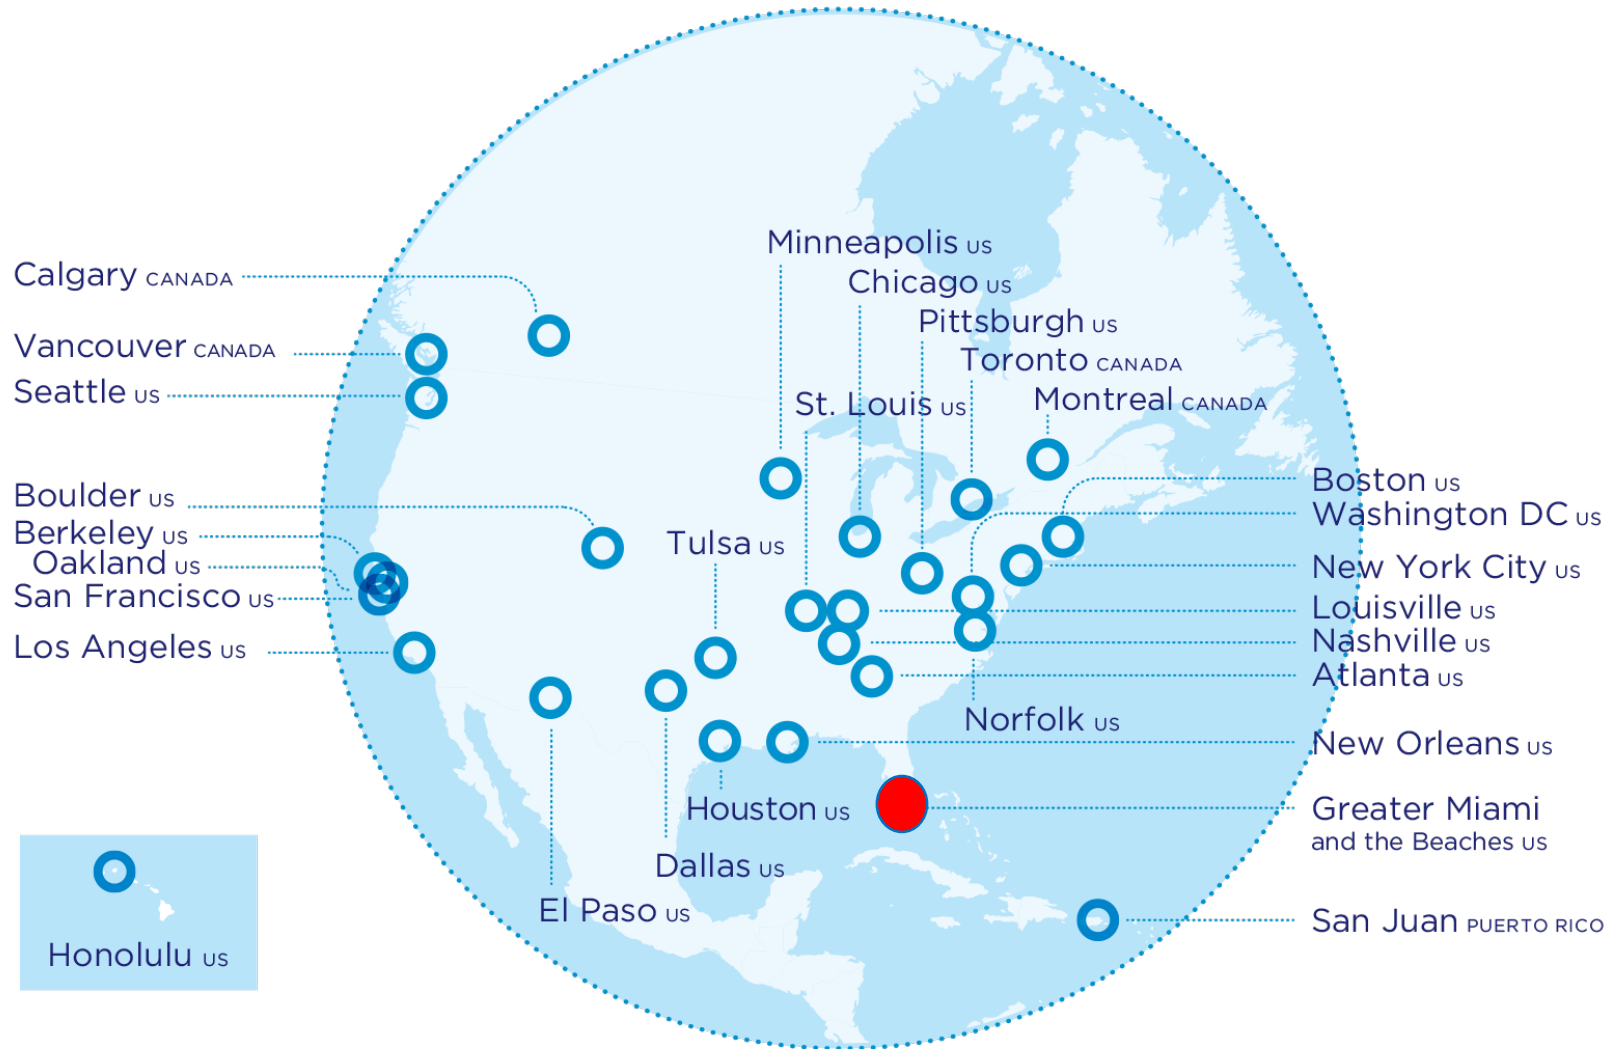 Minneapolis US
Chicago US
Pittsburgh US
Toronto CANADA
St. Louis US
Montreal CANADA
Calgary CANADA
Vancouver CANADA
Seattle US
Boulder US
Berkeley US
Oakland US
San Francisco US
Los Angeles US
Tulsa US
Boston US
Washington DC US
New York City US
Louisville US
Nashville US
Atlanta US
Norfolk US
New Orleans US
Greater Miami
and the Beaches US
San Juan PUERTO RICO
Houston US
Dallas US
El Paso US
Honolulu US